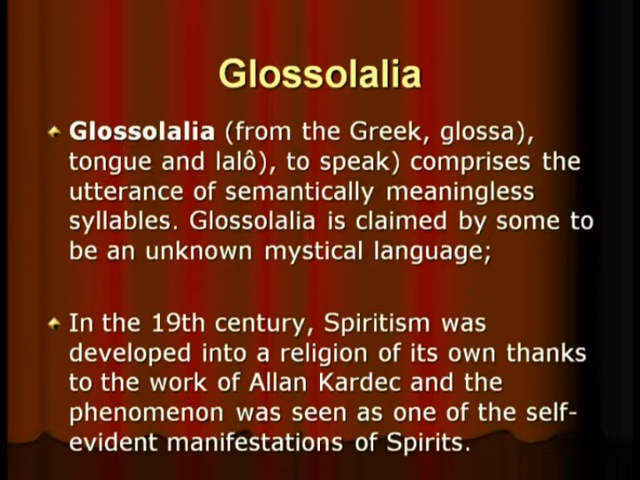 Glossolalia
Glossolalia (from the Greek, glossa),
tongue and lalô), to speak) comprises the
utterance of semantically meaningless
syllables. Glossolalia is claimed by some to
be an unknown mystical language;
In the 19th century, Spiritism was
developed into a religion of its own thanks
to the work of Allan Kardec and the
phenomenon was seen as one of the self-
evident manifestations of Spirits.